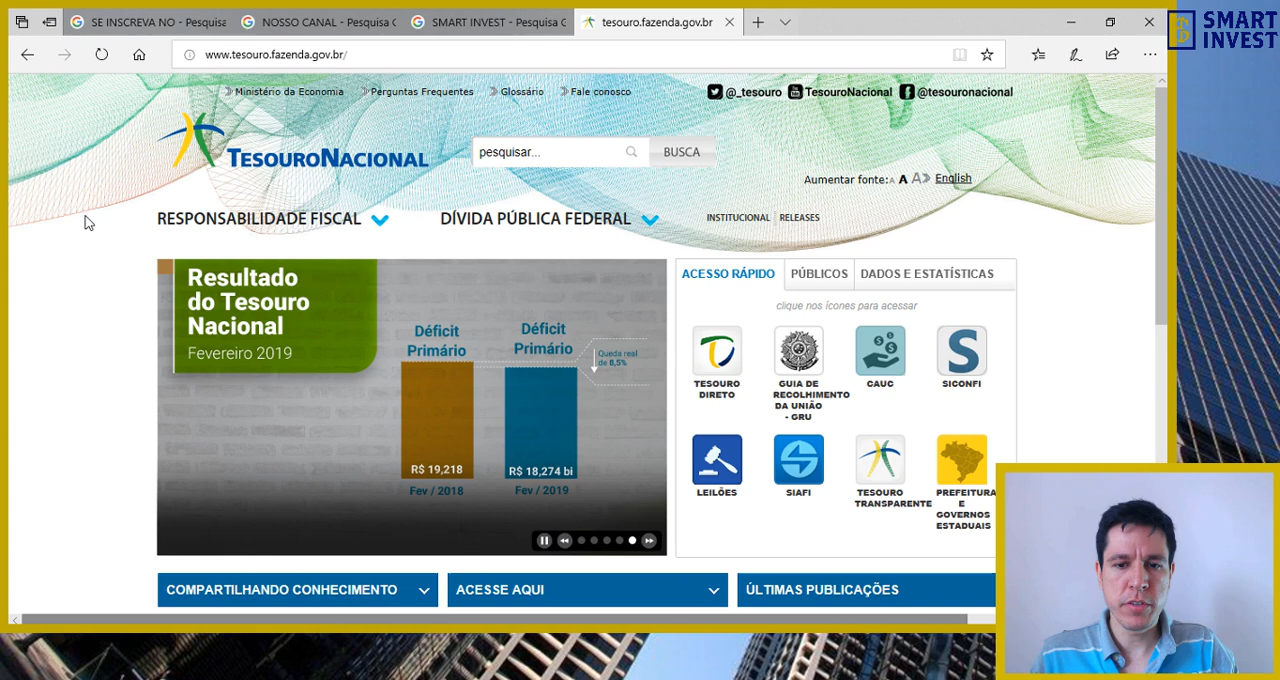 SE INSCREVA NO - Pesquisa
NOSSO CANAL - Pesquisa G
SMART INVEST - Pesquisa G
tesouro.fazenda.gov.br
SMART
INVEST
www.tesouro.fazenda.gov.br/
Ministério da Economia
Perguntas Frequentes
Glossário
Fale conosco
@_tesouro
TesouroNacional
@tesouronacional
TESOURONACIONAL
pesquisar...
BUSCA
Aumentar fonte: A A A
English
RESPONSABILIDADE FISCAL
DÍVIDA PÚBLICA FEDERAL
INSTITUCIONAL
RELEASES
Resultado
do Tesouro
Nacional
Fevereiro 2019
Déficit
Primário
Déficit
Primário
Queda real
de 8,5%
R$ 19,218
R$ 18,274 bi
Fev / 2018
Fev / 2019
ACESSO RÁPIDO
PÚBLICOS
DADOS E ESTATÍSTICAS
clique nos ícones para acessar
TESOURO
DIRETO
GUIA DE
RECOLHIMENTO
DA UNIÃO
- GRU
CAUC
SICONFI
LEILÕES
SIAFI
TESOURO
TRANSPARENTE
PREFEITURA
E
GOVERNOS
ESTADUAIS
COMPARTILHANDO CONHECIMENTO
ACESSE AQUI
ÚLTIMAS PUBLICAÇÕES